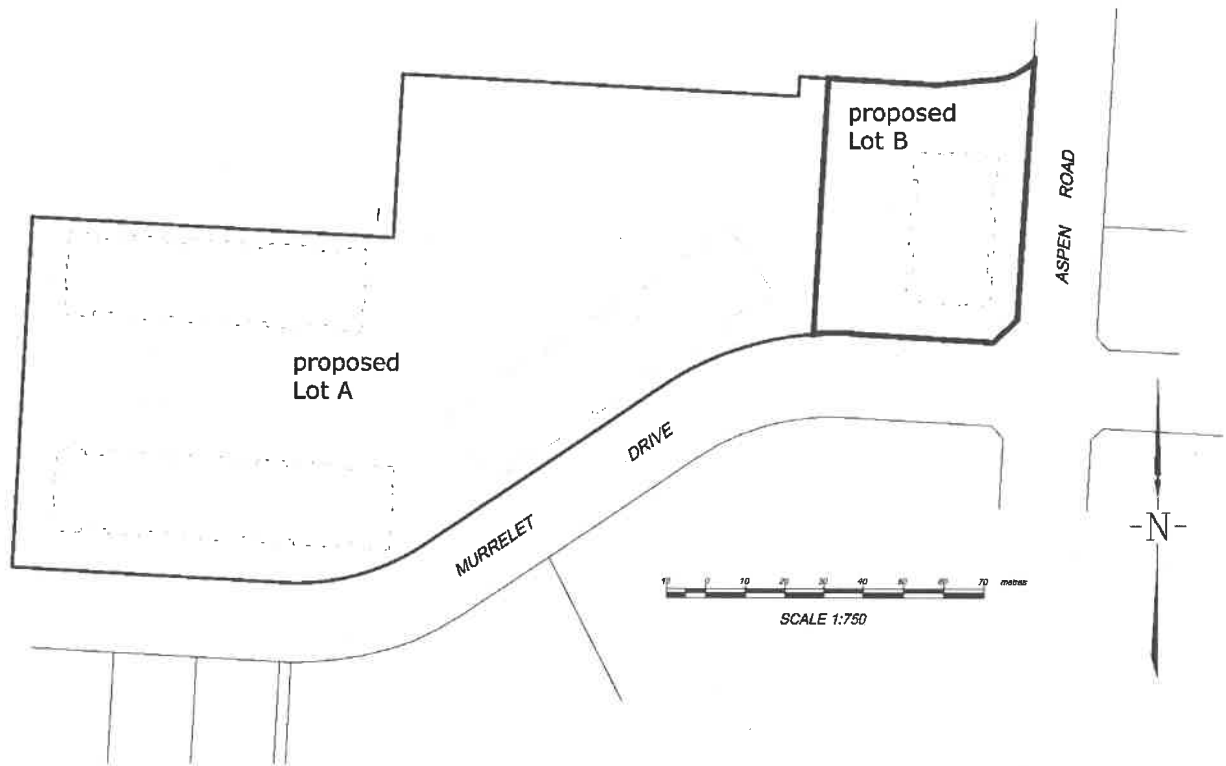 proposed
Lot B
ASPEN ROAD
proposed
Lot A
MURRELET DRIVE
-N-
10 0 10 20 30 40 50 60 70 metres
SCALE 1:750